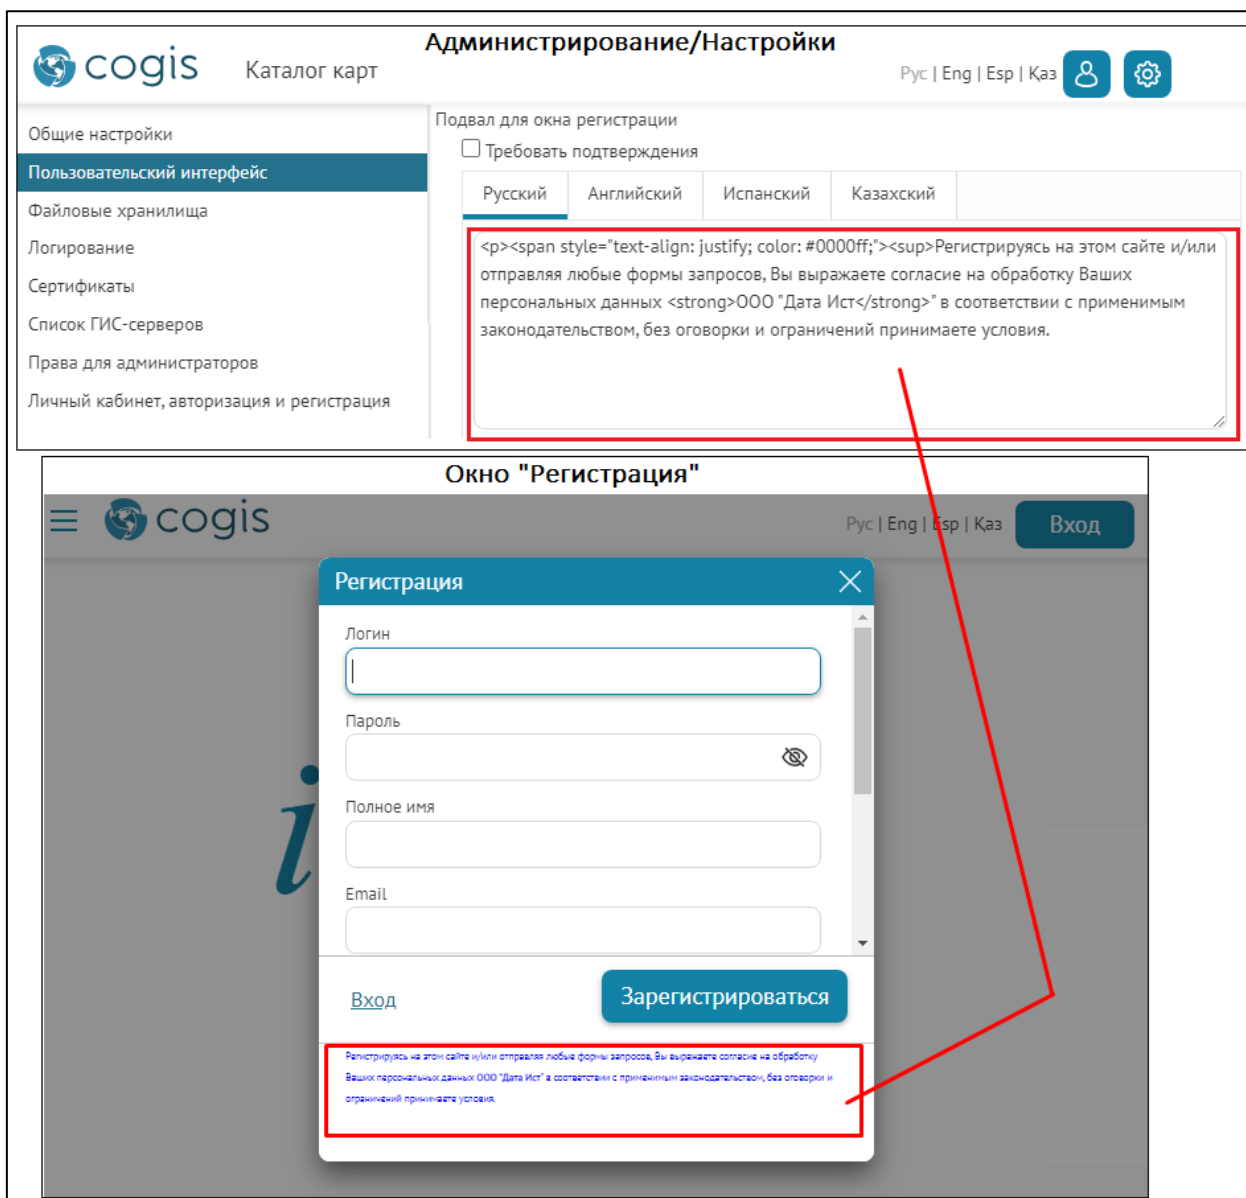 Администрирование/Настройки
cogis
Каталог карт
Рус | Eng | Esp | Қаз
Общие настройки
Пользовательский интерфейс
Файловые хранилища
Логирование
Сертификаты
Список ГИС-серверов
Права для администраторов
Личный кабинет, авторизация и регистрация
Подвал для окна регистрации
Требовать подтверждения
Русский Английский Испанский Казахский
<p><span style="text-align: justify; color: #0000ff;"><sup>Регистрируясь на этом сайте и/или
отправляя любые формы запросов, Вы выражаете согласие на обработку Ваших
персональных данных <strong>ООО "Дата Ист</strong>" в соответствии с применимым
законодательством, без оговорки и ограничений принимаете условия.
Окно "Регистрация"
cogis
Рус | Eng | Esp | Қаз
Вход
i
Регистрация
Логин
Пароль
Полное имя
Email
Вход
Зарегистрироваться
Регистрируясь на этом сайте и/или отправляя любые формы запросов, Вы выражаете согласие на обработку
Ваших персональных данных ООО "Дата Ист" в соответствии с применимым законодательством, без оговорки и
ограничений принимаете условия.